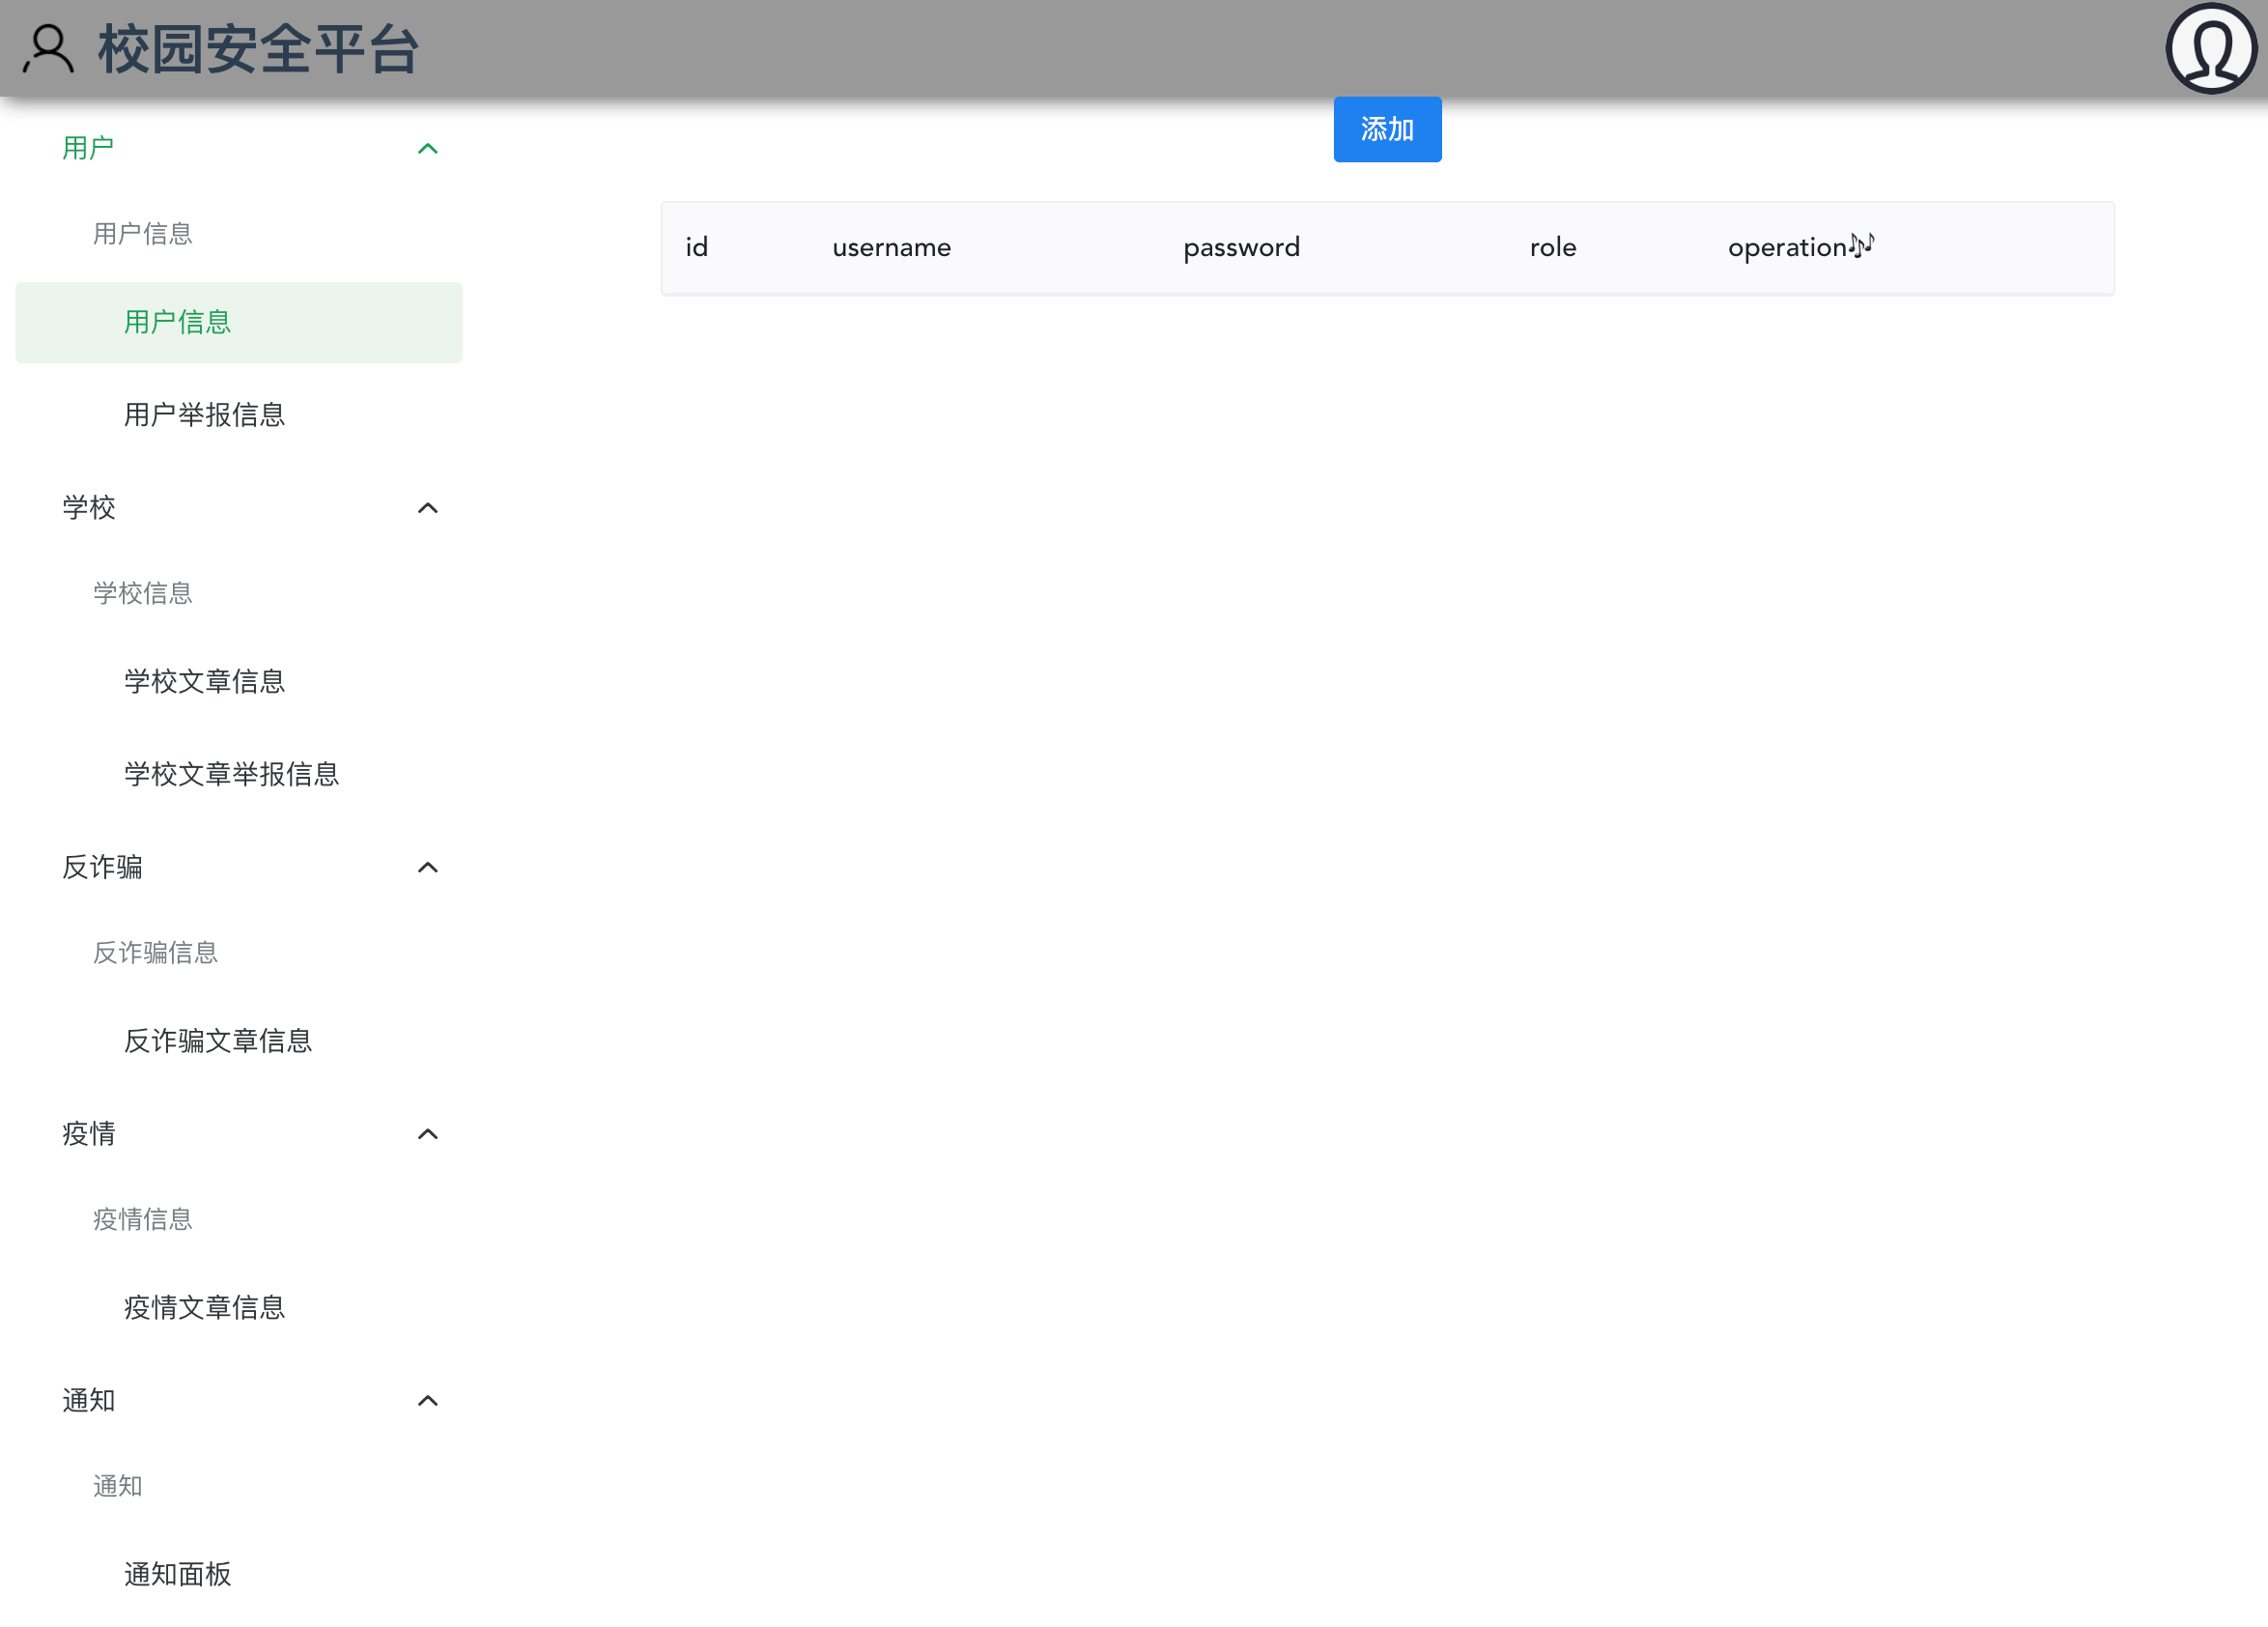 校园安全平台
用户
用户信息
用户信息
用户举报信息
学校
学校信息
学校文章信息
学校文章举报信息
反诈骗
反诈骗信息
反诈骗文章信息
疫情
疫情信息
疫情文章信息
通知
通知
通知面板
添加
id username password role operation🎶